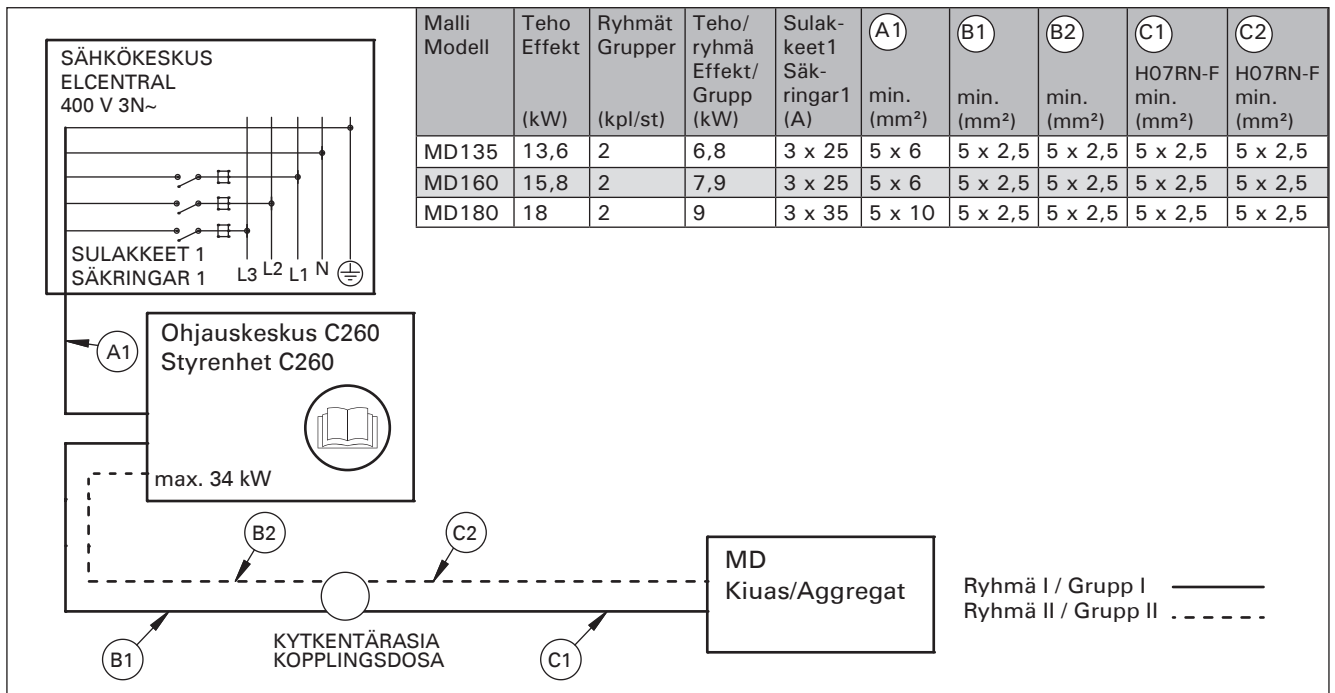 SÄHKÖKESKUS
ELCENTRAL
400 V 3N~
SULAKKEET 1
SÄKRINGAR 1
L3 L2 L1 N
Malli Modell Teho Effekt (kW) Ryhmät Grupper (kpl/st) Teho/ ryhmä Effekt/ Grupp (kW) Sulak- keet1 Säk- ringar1 (A) A1 min. (mm²) B1 min. (mm²) B2 min. (mm²) C1 H07RN-F min. (mm²) C2 H07RN-F min. (mm²)
MD135 13,6 2 6,8 3 x 25 5 x 6 5 x 2,5 5 x 2,5 5 x 2,5 5 x 2,5
MD160 15,8 2 7,9 3 x 25 5 x 6 5 x 2,5 5 x 2,5 5 x 2,5 5 x 2,5
MD180 18 2 9 3 x 35 5 x 10 5 x 2,5 5 x 2,5 5 x 2,5 5 x 2,5
A1
Ohjauskeskus C260
Styrenhet C260
max. 34 kW
B2
C2
MD
Kiuas/Aggregat
Ryhmä I / Grupp I
Ryhmä II / Grupp II
B1
KYTKENTÄRASIA
KOPPLINGSDOSA
C1